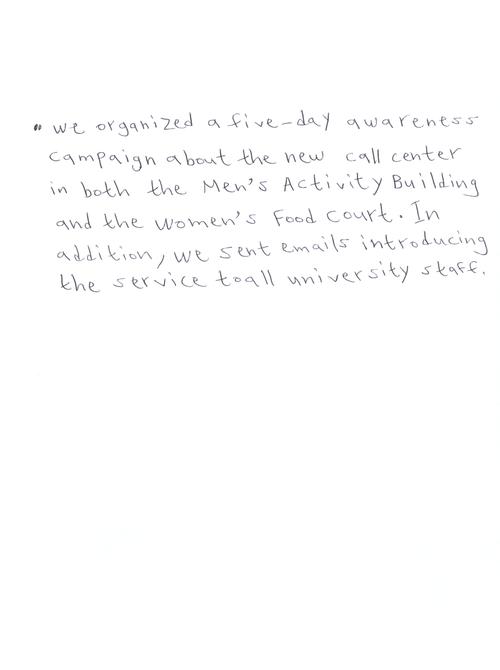 " we organized a five-day awareness
campaign about the new call center
in both the Men's Activity Building
and the Women's Food Court. In
addition, we sent emails introducing
the service toall university staff.